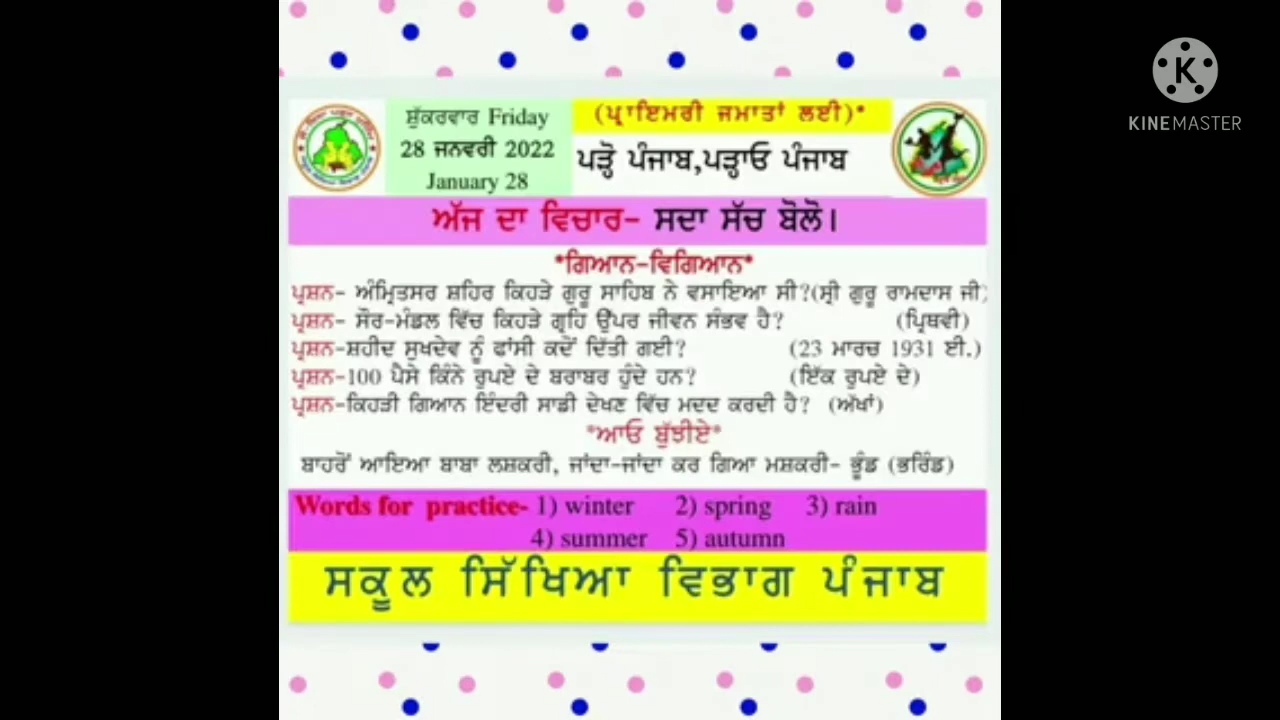 KINEMASTER
ਸ਼ੁੱਕਰਵਾਰ Friday
28 ਜਨਵਰੀ 2022
January 28
(ਪ੍ਰਾਇਮਰੀ ਜਮਾਤਾਂ ਲਈ)*
ਪੜ੍ਹੋ ਪੰਜਾਬ,ਪੜ੍ਹਾਓ ਪੰਜਾਬ
ਅੱਜ ਦਾ ਵਿਚਾਰ- ਸਦਾ ਸੱਚ ਬੋਲੋ।
*ਗਿਆਨ-ਵਿਗਿਆਨ*
ਪ੍ਰਸ਼ਨ- ਅੰਮ੍ਰਿਤਸਰ ਸ਼ਹਿਰ ਕਿਹੜੇ ਗੁਰੂ ਸਾਹਿਬ ਨੇ ਵਸਾਇਆ ਸੀ?(ਸ੍ਰੀ ਗੁਰੂ ਰਾਮਦਾਸ ਜੀ)
ਪ੍ਰਸ਼ਨ- ਸੌਰ-ਮੰਡਲ ਵਿੱਚ ਕਿਹੜੇ ਗ੍ਰਹਿ ਉੱਪਰ ਜੀਵਨ ਸੰਭਵ ਹੈ? (ਪ੍ਰਿਥਵੀ)
ਪ੍ਰਸ਼ਨ-ਸ਼ਹੀਦ ਸੁਖਦੇਵ ਨੂੰ ਫਾਂਸੀ ਕਦੋਂ ਦਿੱਤੀ ਗਈ? (23 ਮਾਰਚ 1931 ਈ.)
ਪ੍ਰਸ਼ਨ-100 ਪੈਸੇ ਕਿੰਨੇ ਰੁਪਏ ਦੇ ਬਰਾਬਰ ਹੁੰਦੇ ਹਨ? (ਇੱਕ ਰੁਪਏ ਦੇ)
ਪ੍ਰਸ਼ਨ-ਕਿਹੜੀ ਗਿਆਨ ਇੰਦਰੀ ਸਾਡੀ ਦੇਖਣ ਵਿੱਚ ਮਦਦ ਕਰਦੀ ਹੈ? (ਅੱਖਾਂ)
*ਆਓ ਬੁੱਝੀਏ*
ਬਾਹਰੋਂ ਆਇਆ ਬਾਬਾ ਲਸ਼ਕਰੀ, ਜਾਂਦਾ-ਜਾਂਦਾ ਕਰ ਗਿਆ ਮਸ਼ਕਰੀ- ਭੂੰਡ (ਭਰਿੰਡ)
Words for practice- 1) winter 2) spring 3) rain
4) summer 5) autumn
ਸਕੂਲ ਸਿੱਖਿਆ ਵਿਭਾਗ ਪੰਜਾਬ